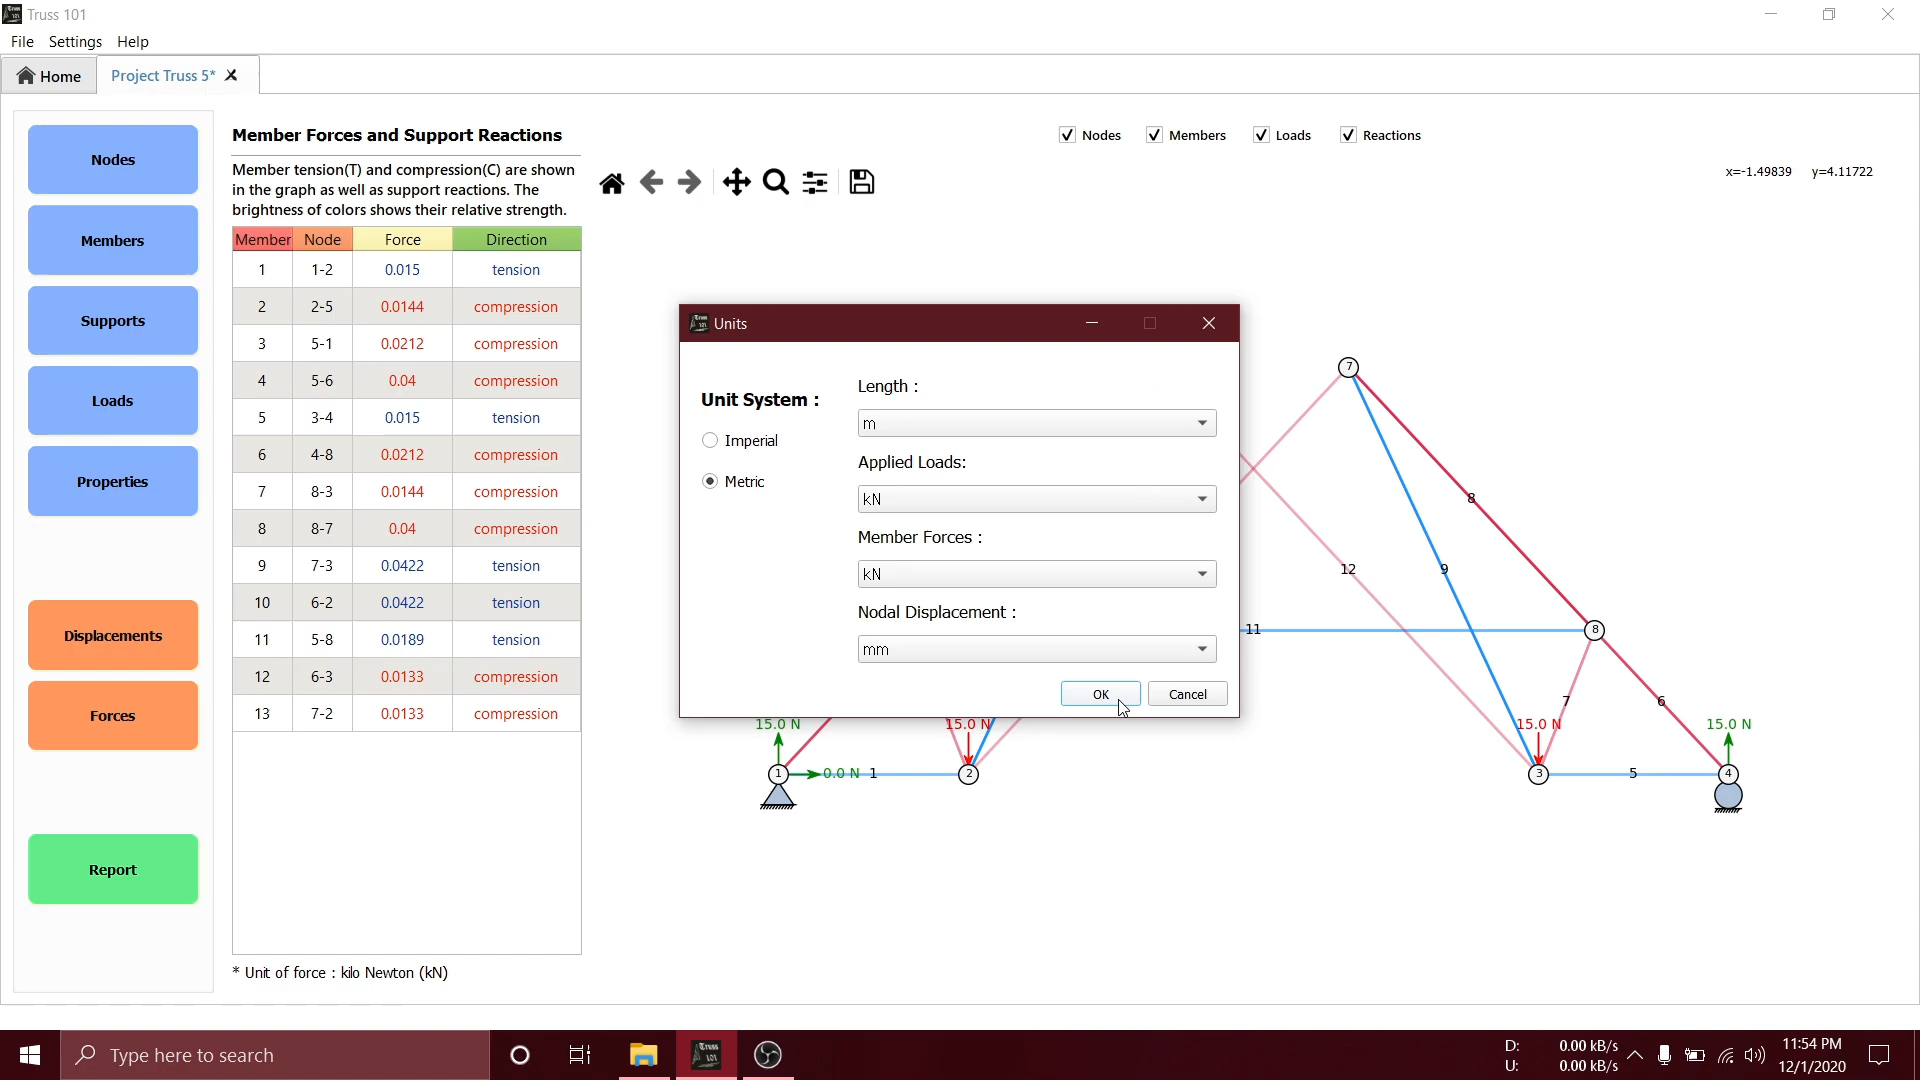 Truss 101
File Settings Help
Home
Project Truss 5*
Nodes
Members
Supports
Loads
Properties
Displacements
Forces
Report
Member Forces and Support Reactions
Member tension(T) and compression(C) are shown
in the graph as well as support reactions. The
brightness of colors shows their relative strength.
Member Node Force Direction
1 1-2 0.015 tension
2 2-5 0.0144 compression
3 5-1 0.0212 compression
4 5-6 0.04 compression
5 3-4 0.015 tension
6 4-8 0.0212 compression
7 8-3 0.0144 compression
8 8-7 0.04 compression
9 7-3 0.0422 tension
10 6-2 0.0422 tension
11 5-8 0.0189 tension
12 6-3 0.0133 compression
13 7-2 0.0133 compression
* Unit of force : kilo Newton (kN)
Nodes Members Loads Reactions
x=-1.49839 y=4.11722
Units
Unit System :
Imperial
Metric
Length :
m
Applied Loads:
kN
Member Forces :
kN
Nodal Displacement :
mm
OK Cancel
7
8
12
9
11
8
7
6
15.0 N
15.0 N
15.0 N
15.0 N
1
0.0 N
1
2
3
5
4
Type here to search
D: 0.00 kB/s
U: 0.00 kB/s
11:54 PM
12/1/2020